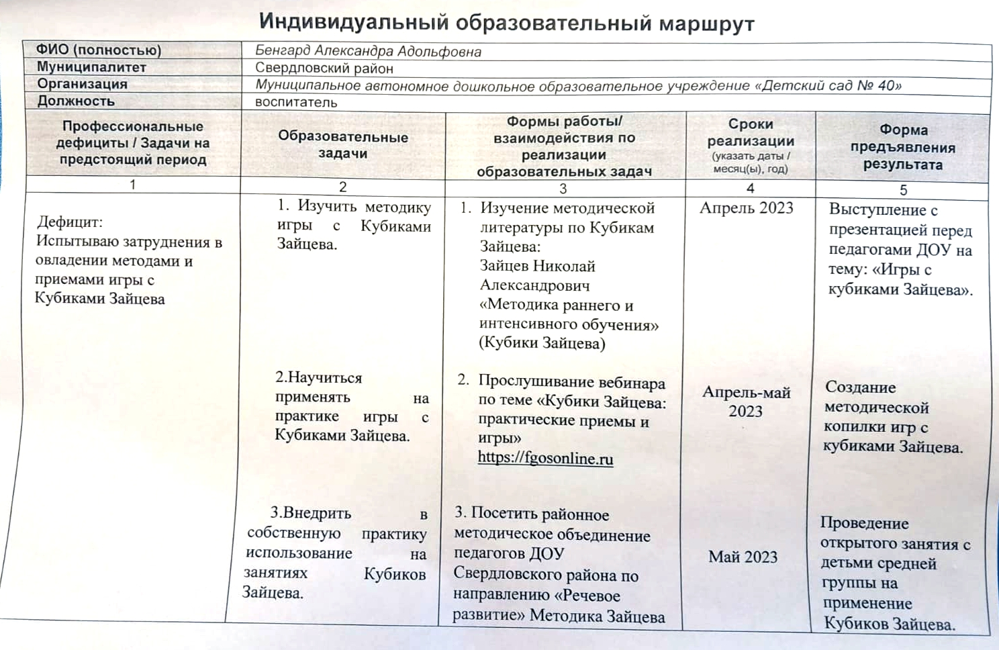 Индивидуальный образовательный маршрут
ФИО (полностью) Бенгард Александра Адольфовна
Муниципалитет Свердловский район
Организация Муниципальное автономное дошкольное образовательное учреждение «Детский сад № 40»
Должность воспитатель
Профессиональные
дефициты / Задачи на
предстоящий период
Образовательные
задачи
Формы работы/
взаимодействия по
реализации
образовательных задач
Сроки
реализации
(указать даты /
месяц(ы), год)
Форма
предъявления
результата
1 2 3 4 5
Дефицит:
Испытываю затруднения в
овладении методами и
приемами игры с
Кубиками Зайцева
1. Изучить методику
игры с Кубиками
Зайцева.
1. Изучение методической
литературы по Кубикам
Зайцева:
Зайцев Николай
Александрович
«Методика раннего и
интенсивного обучения»
(Кубики Зайцева)
Апрель 2023
Выступление с
презентацией перед
педагогами ДОУ на
тему: «Игры с
кубиками Зайцева».
2.Научиться
применять на
практике игры с
Кубиками Зайцева.
2. Прослушивание вебинара
по теме «Кубики Зайцева:
практические приемы и
игры»
https://fgosonline.ru
Апрель-май
2023
Создание
методической
копилки игр с
кубиками Зайцева.
3.Внедрить в
собственную практику
использование на
занятиях Кубиков
Зайцева.
3. Посетить районное
методическое объединение
педагогов ДОУ
Свердловского района по
направлению «Речевое
развитие» Методика Зайцева
Май 2023
Проведение
открытого занятия с
детьми средней
группы на
применение
Кубиков Зайцева.